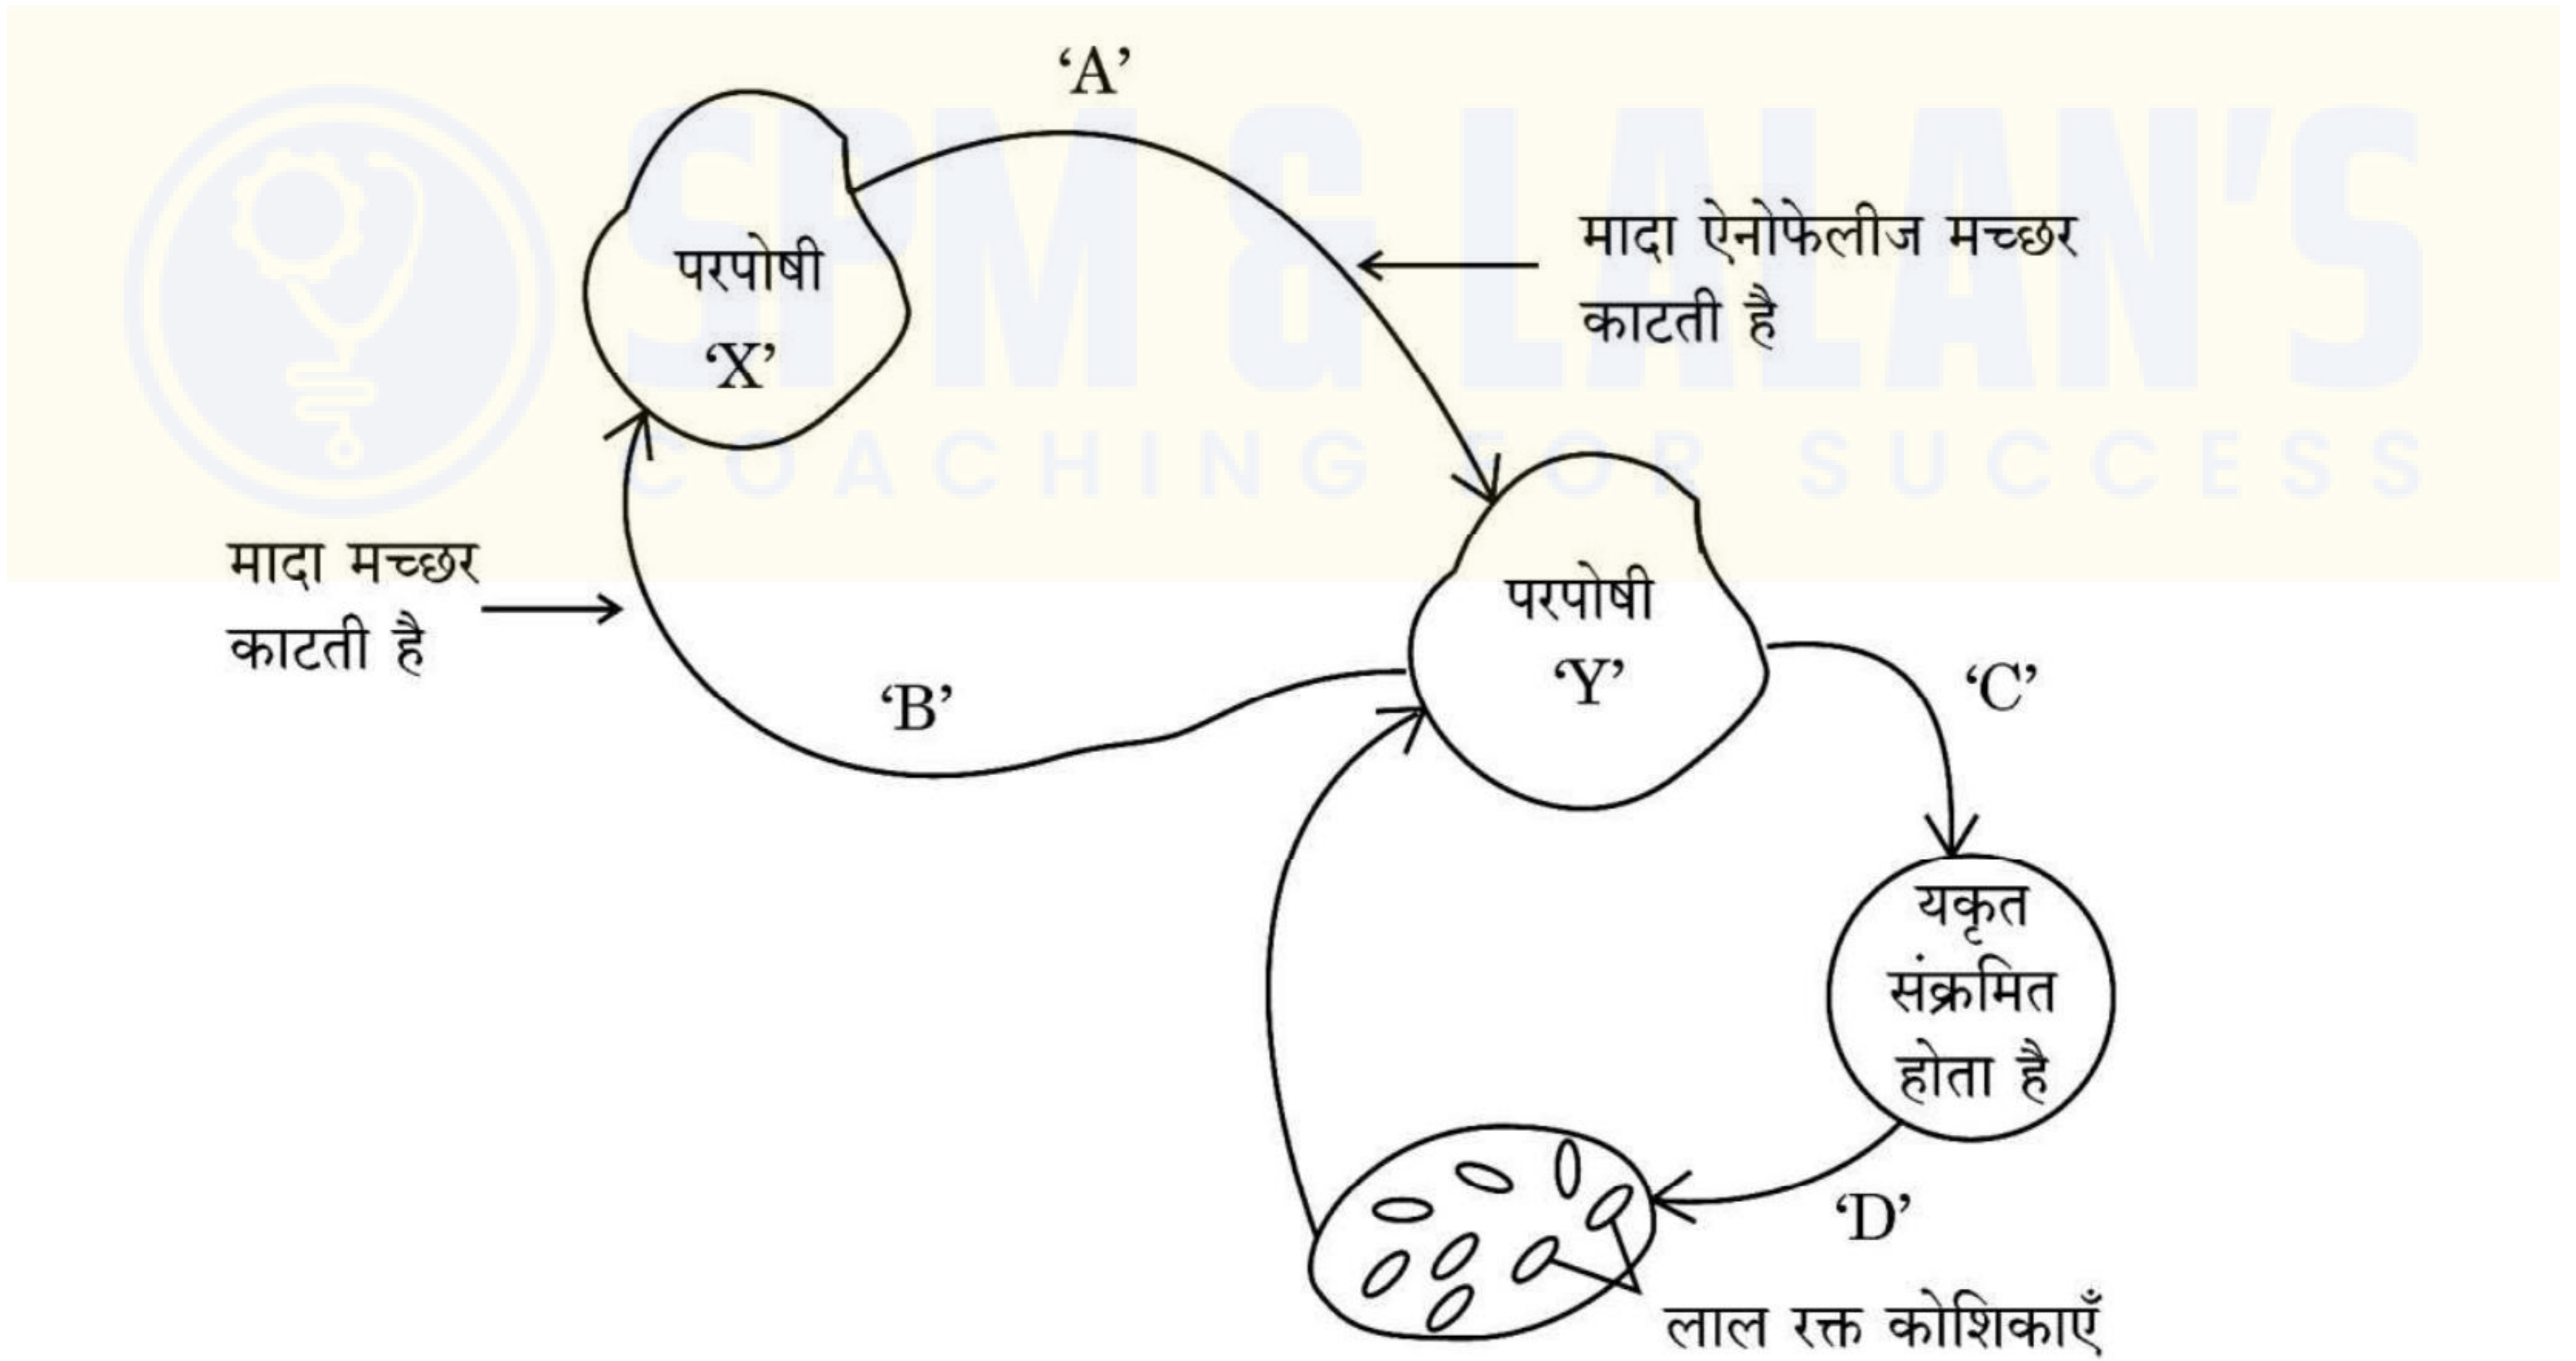 SPM & LALAN'S
COACHING FOR SUCCESS
‘A’
परपोषी
‘X’
मादा ऐनोफेलीज मच्छर
काटती है
मादा मच्छर
काटती है
‘B’
परपोषी
‘Y’
‘C’
यकृत
संक्रमित
होता है
‘D’
लाल रक्त कोशिकाएँ